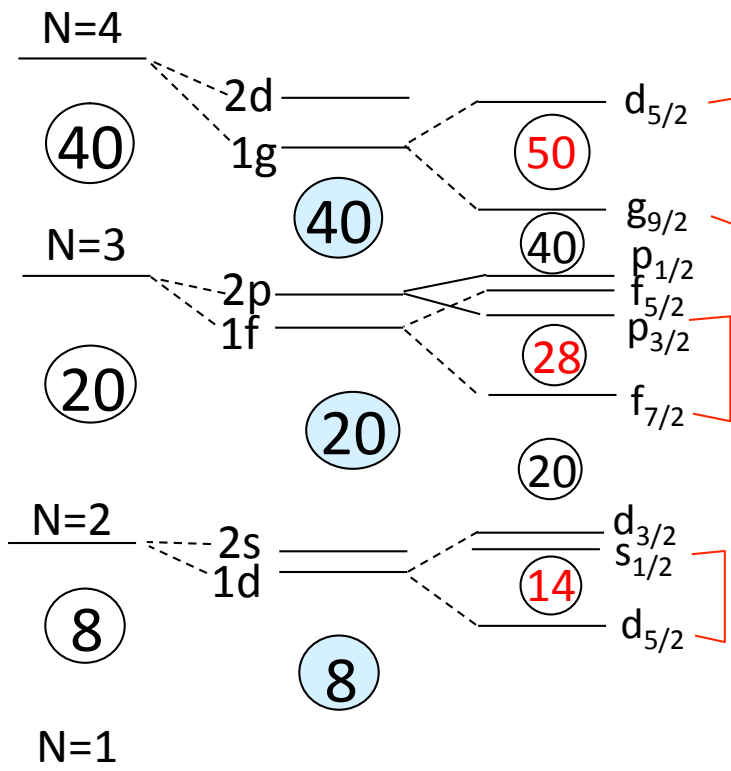 N=4
2d
d5/2
40
50
1g
40
g9/2
N=3
40
p1/2
2p
f5/2
1f
p3/2
28
20
20
f7/2
20
N=2
d3/2
2s
s1/2
1d
14
8
d5/2
8
N=1